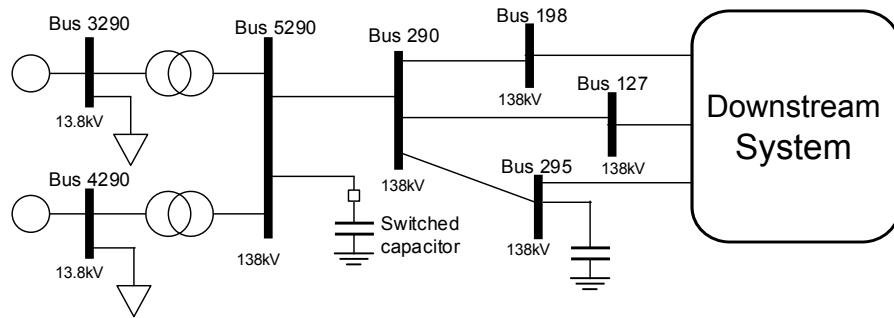 Bus 3290
13.8kV
Bus 5290
138kV
Bus 290
138kV
Bus 198
138kV
Bus 127
138kV
Bus 4290
13.8kV
Switched
capacitor
Bus 295
138kV
Downstream
System